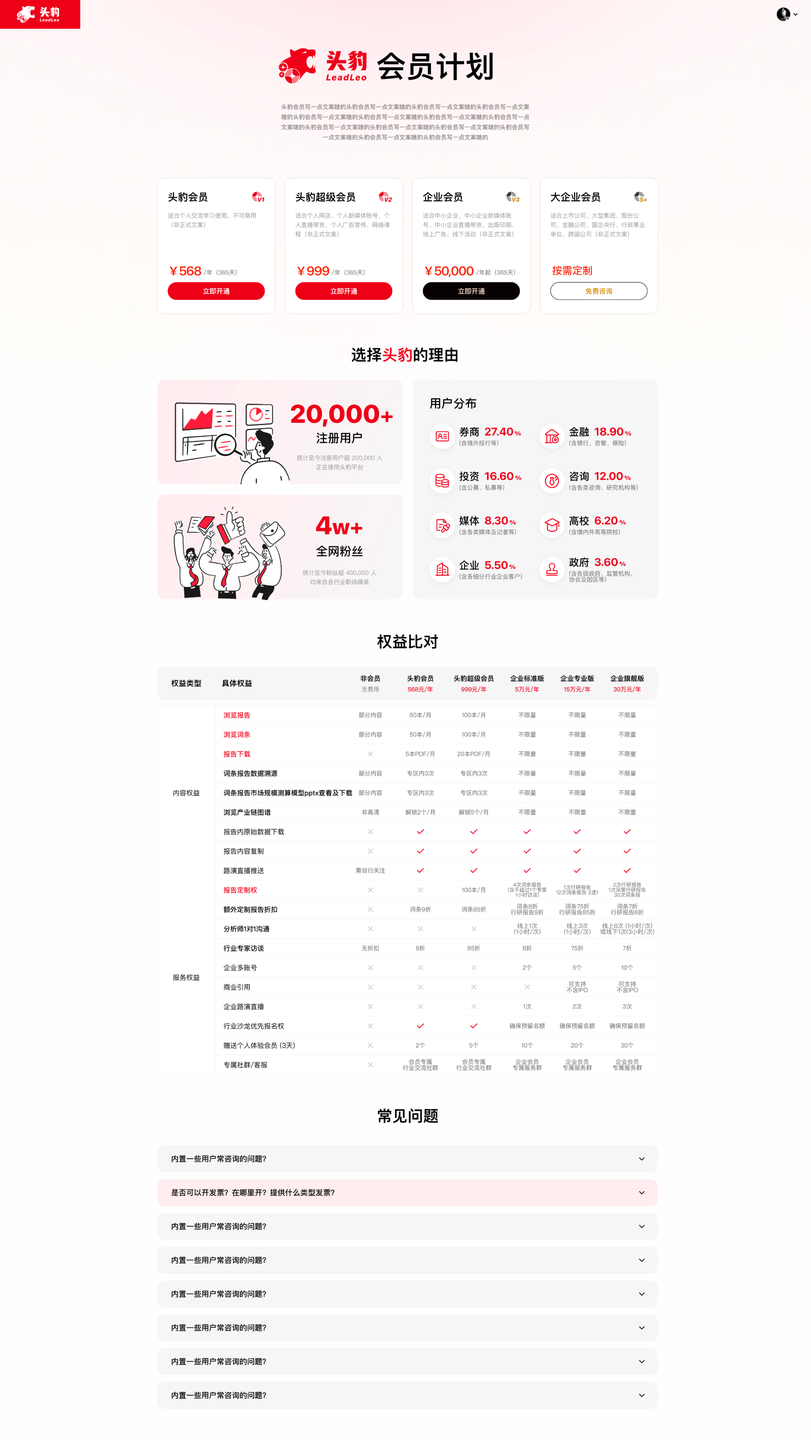 头豹
LeadLeo
头豹
LeadLeo
会员计划
头豹会员写一点文案瞎的头豹会员写一点文案瞎的头豹会员写一点文案瞎的头豹会员写一点文案
瞎的头豹会员写一点文案瞎的头豹会员写一点文案瞎的头豹会员写一点文案瞎的头豹会员写一点
文案瞎的头豹会员写一点文案瞎的头豹会员写一点文案瞎的头豹会员写一点文案瞎的头豹会员写
一点文案瞎的头豹会员写一点文案瞎的头豹会员写一点文案瞎的
头豹会员
V1
适合个人交流学习使用，不可商用
（非正式文案）
￥568 /年（365天）
立即开通
头豹超级会员
V2
适合个人网店、个人新媒体账号、个
人直播带货、个人广告宣传、网络课
程（非正式文案）
￥999 /年（365天）
立即开通
企业会员
V3
适合中小企业、中小企业新媒体账
号、中小企业直播带货、出版印刷、
线上广告、线下活动（非正式文案）
￥50,000 /年起（365天）
立即开通
大企业会员
S+
适合上市公司、大型集团、股份公
司、金融公司、国企央行、行政事业
单位、跨国公司（非正式文案）
按需定制
免费咨询
选择头豹的理由
20,000+
注册用户
统计至今注册用户超 200,000 人
正在使用头豹平台
4w+
全网粉丝
统计至今粉丝超 400,000 人
均来自各行业职场精英
用户分布
券商 27.40%
（含境外投行等）
金融 18.90%
（含银行、资管、保险）
投资 16.60%
（含公募、私募等）
咨询 12.00%
（含各类咨询、研究机构等）
媒体 8.30%
（含各类媒体及记者等）
高校 6.20%
（含境内外高等院校）
企业 5.50%
（含各细分行业企业客户）
政府 3.60%
（含各级政府、监管机构、
协会及园区等）
权益比对
权益类型 具体权益 非会员 头豹会员 头豹超级会员 企业标准版 企业专业版 企业旗舰版
无费用 568元/年 999元/年 5万元/年 15万元/年 30万元/年
内容权益
浏览报告 部分内容 50本/月 100本/月 不限量 不限量 不限量
浏览词条 部分内容 50本/月 100本/月 不限量 不限量 不限量
报告下载 5本PDF/月 20本PDF/月 不限量 不限量 不限量
词条报告数据溯源 部分内容 专区内3次 专区内3次 不限量 不限量 不限量
词条报告市场规模测算模型pptx查看及下载 部分内容 专区内3次 专区内3次 不限量 不限量 不限量
浏览产业链图谱 非高清 解锁2个/月 解锁5个/月 不限量 不限量 不限量
报告内原始数据下载
报告内容复制
路演直播推送 需自行关注
服务权益
报告定制权 100本/月 4次词条报告 1次行研报告 2次行研报告
（含不超过1个专家 12次词条报告 2选1 1次深度行研报告
1小时访谈） 30次词条报
额外定制报告折扣 词条9折 词条85折 词条8折 词条75折 词条7折
行研报告9折 行研报告85折 行研报告8折
分析师1对1沟通 线上1次 线上3次 线上6次 (1小时/次)
(1小时/次) (1小时/次) 或线下1次(3小时/次)
行业专家访谈 无折扣 9折 85折 8折 75折 7折
企业多账号 2个 5个 10个
商业引用 可支持 可支持
不含IPO 不含IPO
企业路演直播 1次 2次 3次
行业沙龙优先报名权 确保预留名额 确保预留名额 确保预留名额
赠送个人体验会员 (3天) 2个 5个 10个 20个 30个
专属社群/客服 会员专属 会员专属 企业会员 企业会员 企业会员
行业交流社群 行业交流社群 专属服务群 专属服务群 专属服务群
常见问题
内置一些用户常咨询的问题？
是否可以开发票？在哪里开？提供什么类型发票？
内置一些用户常咨询的问题？
内置一些用户常咨询的问题？
内置一些用户常咨询的问题？
内置一些用户常咨询的问题？
内置一些用户常咨询的问题？
内置一些用户常咨询的问题？